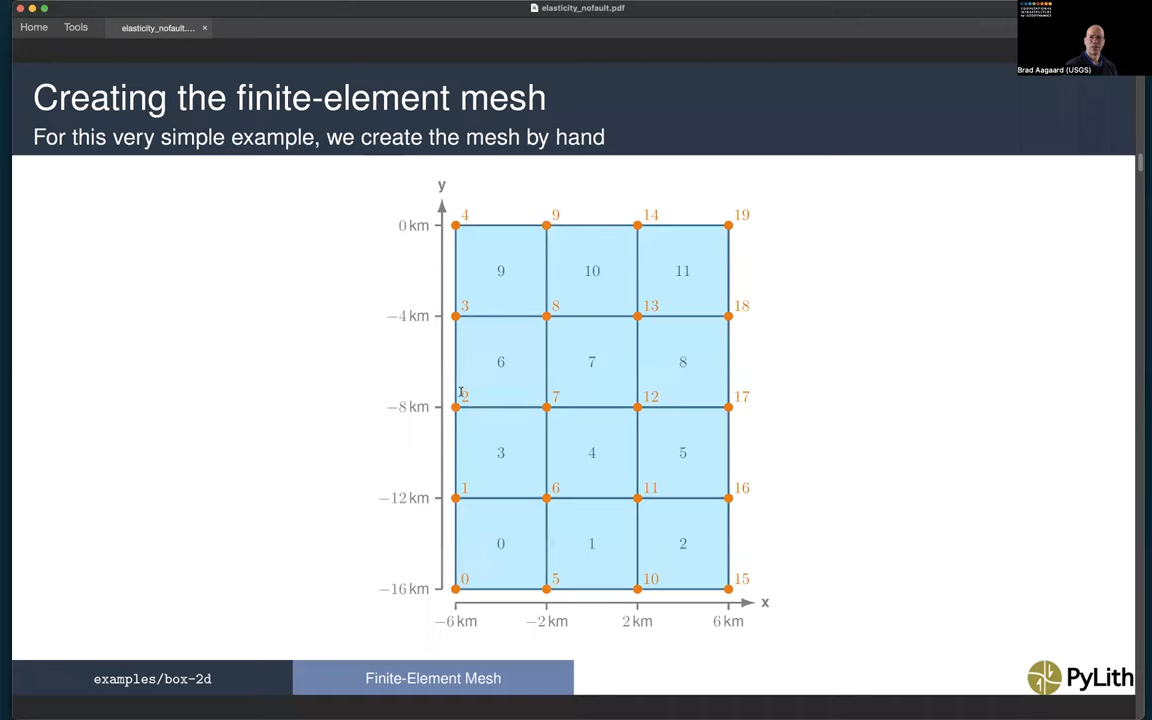 elasticity_nofault.pdf
Home Tools elasticity_nofault.... ×
Brad Aagaard (USGS)
Creating the finite-element mesh
For this very simple example, we create the mesh by hand
y
4 9 14 19
0 km
9 10 11
3 8 13 18
−4 km
6 7 8
2 7 12 17
−8 km
3 4 5
1 6 11 16
−12 km
0 1 2
0 5 10 15
−16 km
x
−6 km −2 km 2 km 6 km
examples/box-2d Finite-Element Mesh
PyLith